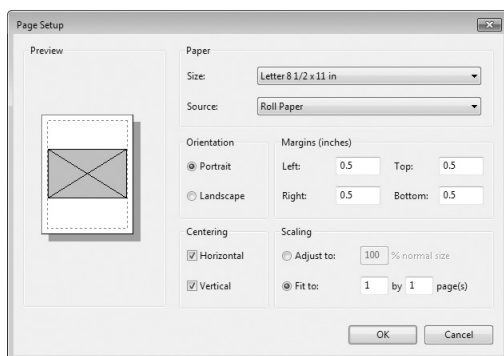 Page Setup
Preview
Paper
Size: Letter 8 1/2 x 11 in
Source: Roll Paper
Orientation
Portrait
Landscape
Margins (inches)
Left: 0.5 Top: 0.5
Right: 0.5 Bottom: 0.5
Centering
Horizontal
Vertical
Scaling
Adjust to: 100 % normal size
Fit to: 1 by 1 page(s)
OK Cancel